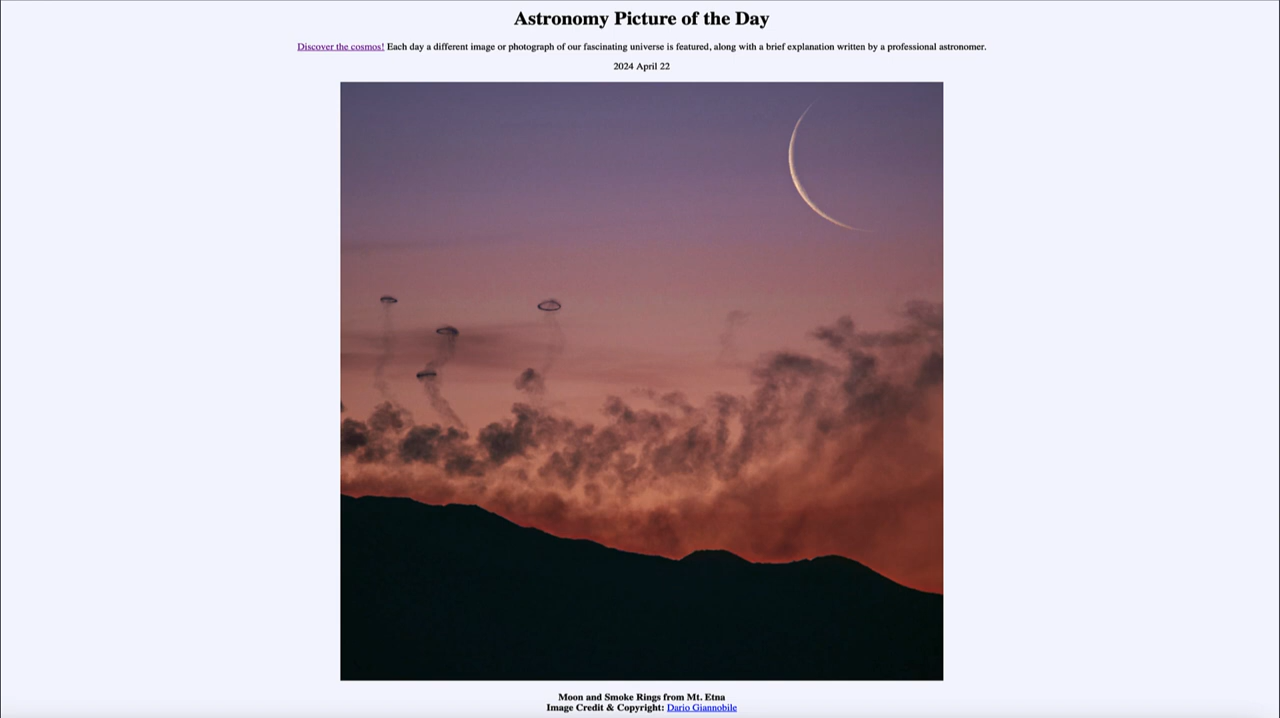 Astronomy Picture of the Day
Discover the cosmos! Each day a different image or photograph of our fascinating universe is featured, along with a brief explanation written by a professional astronomer.
2024 April 22
Moon and Smoke Rings from Mt. Etna
Image Credit & Copyright: Dario Giannobile